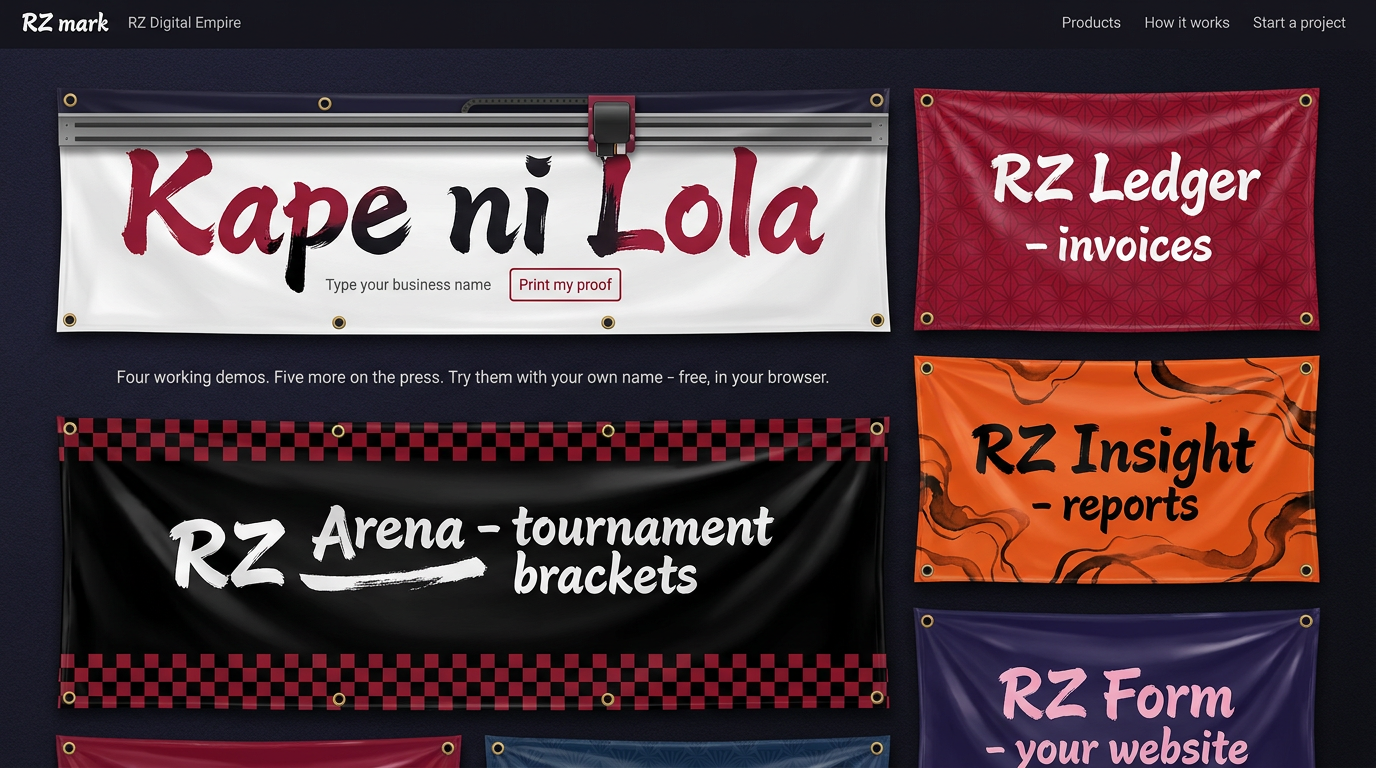 RZ mark
RZ Digital Empire
Products
How it works
Start a project
Kape ni Lola
Type your business name
Print my proof
Four working demos. Five more on the press. Try them with your own name – free, in your browser.
RZ Arena – tournament
brackets
RZ Ledger
– invoices
RZ Insight
– reports
RZ Form
– your website